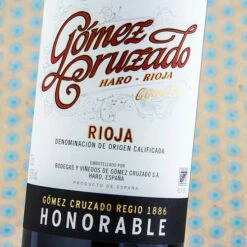 Gómez
Cruzado
HARO - RIOJA
RIOJA
DENOMINACIÓN DE ORIGEN CALIFICADA
EMBOTELLADO POR
BODEGAS Y VIÑEDOS DE GÓMEZ CRUZADO S.A.
HARO, ESPAÑA
PRODUCTO DE ESPAÑA
GÓMEZ CRUZADO REGIO 1886
HONORABLE